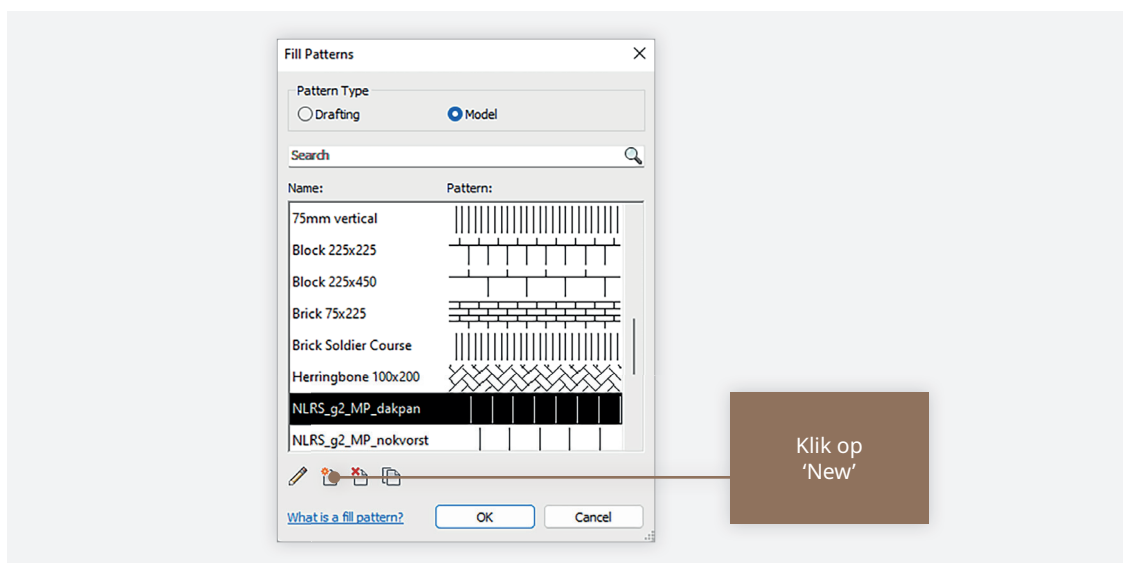 Fill Patterns
Pattern Type
Drafting
Model
Search
Name:
Pattern:
75mm vertical
Block 225x225
Block 225x450
Brick 75x225
Brick Soldier Course
Herringbone 100x200
NLRS_g2_MP_dakpan
NLRS_g2_MP_nokvorst
Klik op
‘New’
What is a fill pattern?
OK
Cancel